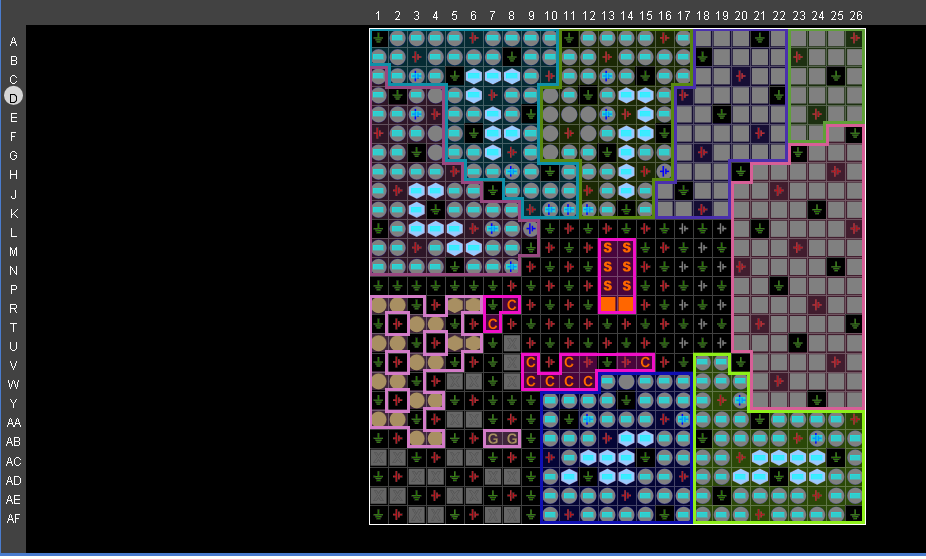 1 2 3 4 5 6 7 8 9 10 11 12 13 14 15 16 17 18 19 20 21 22 23 24 25 26
A
B
C
D
E
F
G
H
J
K
L
M S S
N S S
P S S
R C
T C
U
V C C C
W C C C C
Y
AA
AB G G
AC
AD
AE
AF